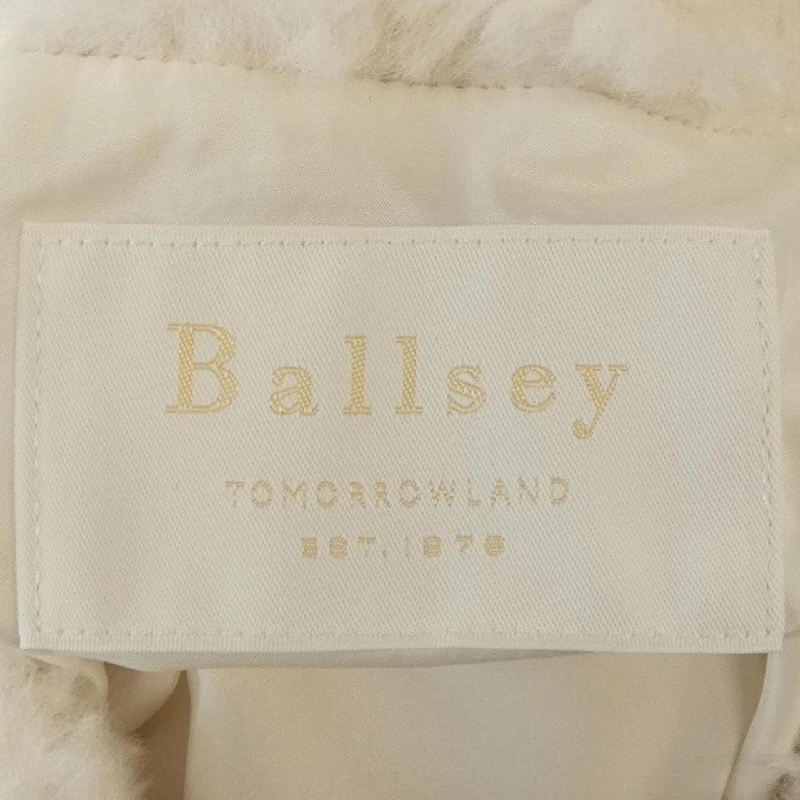 Ballsey
TOMORROWLAND
EST. 1978